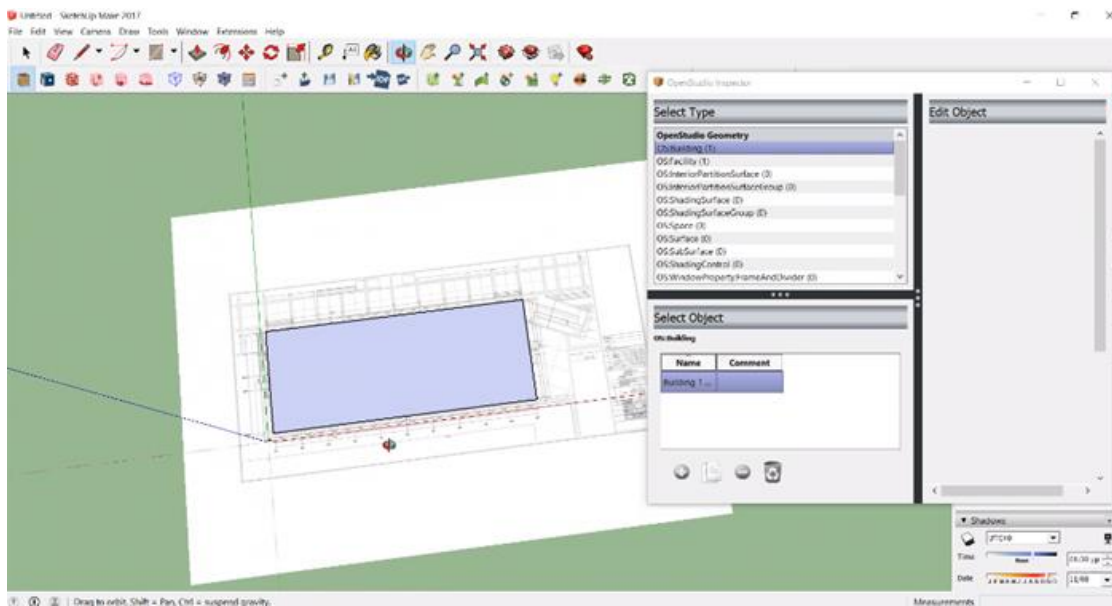 Untitled - SketchUp Make 2017
File Edit View Camera Draw Tools Window Extensions Help
OpenStudio Inspector
Select Type
Edit Object
OpenStudio Geometry
OS:Building (1)
OS:Facility (1)
OS:InteriorPartitionSurface (0)
OS:InteriorPartitionSurfaceGroup (0)
OS:ShadingSurface (0)
OS:ShadingSurfaceGroup (0)
OS:Space (0)
OS:Surface (0)
OS:SubSurface (0)
OS:ShadingControl (0)
OS:WindowProperty:FrameAndDivider (0)
Select Object
OS:Building
Name Comment
Building 1 ...
Shadows
Time Noon
Date
Drag to orbit. Shift = Pan, Ctrl = suspend gravity.
Measurements